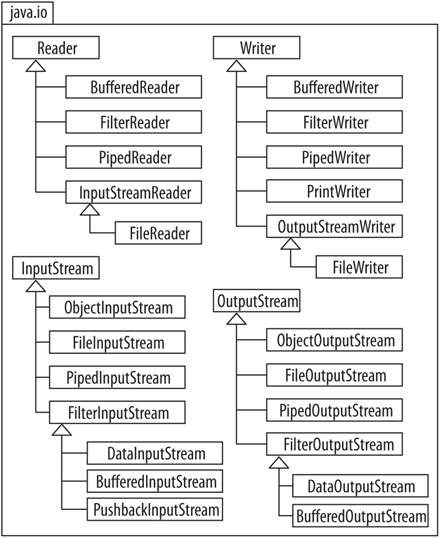 java.io
Reader
BufferedReader
FilterReader
PipedReader
InputStreamReader
FileReader
Writer
BufferedWriter
FilterWriter
PipedWriter
PrintWriter
OutputStreamWriter
FileWriter
InputStream
ObjectInputStream
FileInputStream
PipedInputStream
FilterInputStream
DataInputStream
BufferedInputStream
PushbackInputStream
OutputStream
ObjectOutputStream
FileOutputStream
PipedOutputStream
FilterOutputStream
DataOutputStream
BufferedOutputStream